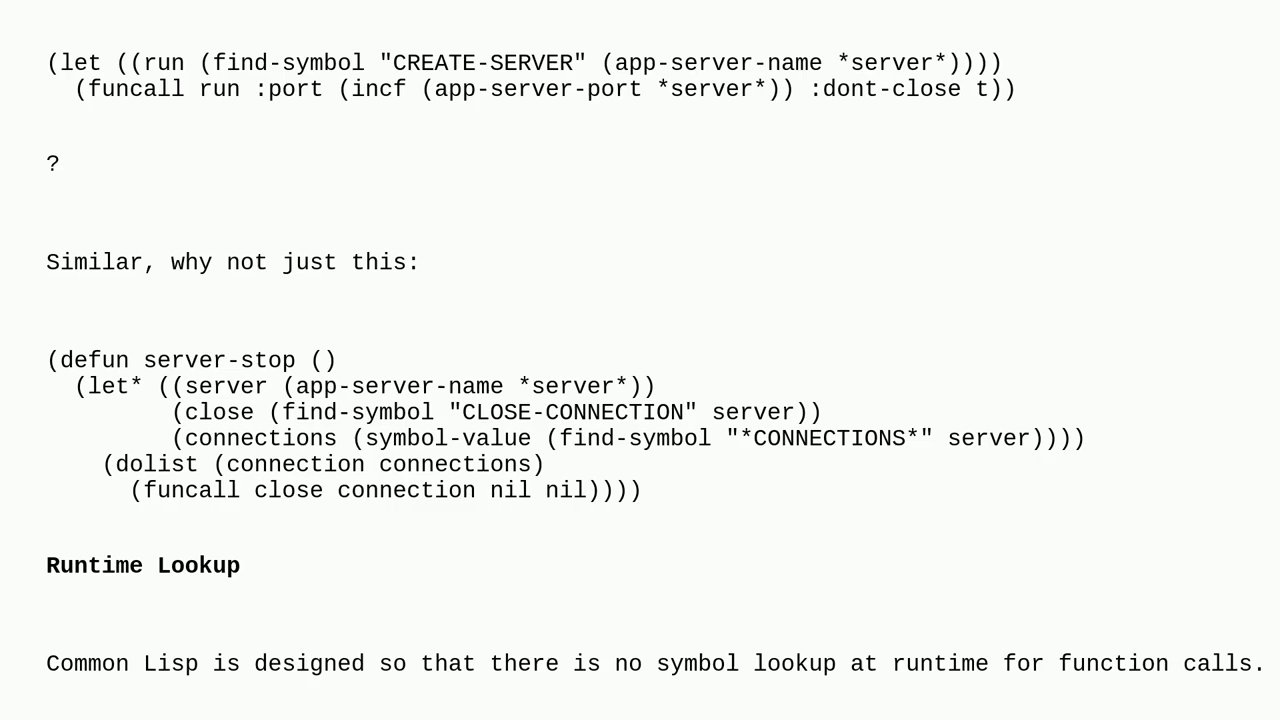 (let ((run (find-symbol "CREATE-SERVER" (app-server-name *server*))))
  (funcall run :port (incf (app-server-port *server*)) :dont-close t))
?
Similar, why not just this:
(defun server-stop ()
  (let* ((server (app-server-name *server*))
         (close (find-symbol "CLOSE-CONNECTION" server))
         (connections (symbol-value (find-symbol "*CONNECTIONS*" server))))
    (dolist (connection connections)
      (funcall close connection nil nil))))
Runtime Lookup
Common Lisp is designed so that there is no symbol lookup at runtime for function calls.